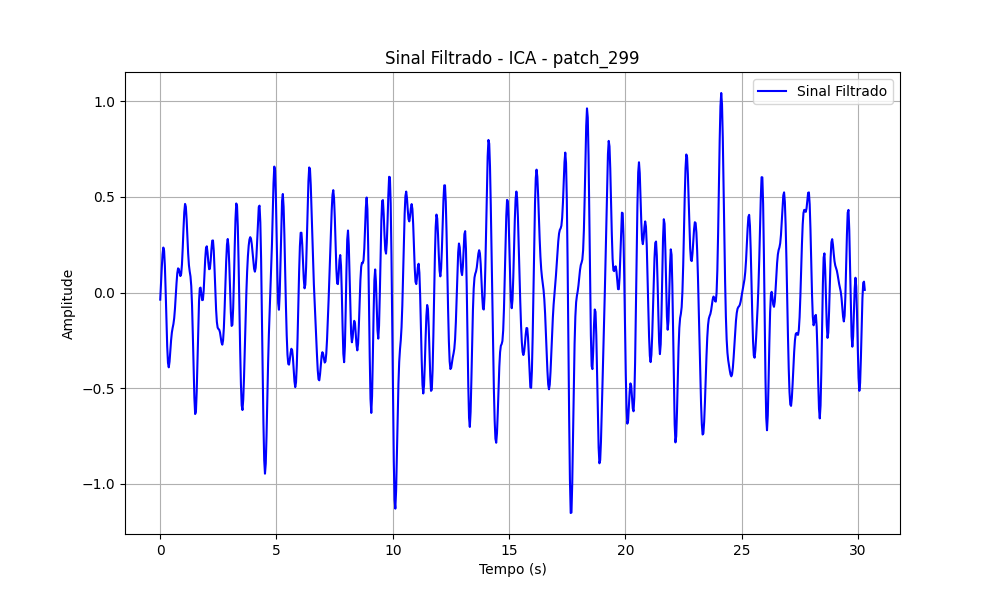 Sinal Filtrado - ICA - patch_299
Sinal Filtrado
1.0
0.5
0.0
−0.5
−1.0
Amplitude
0 5 10 15 20 25 30
Tempo (s)